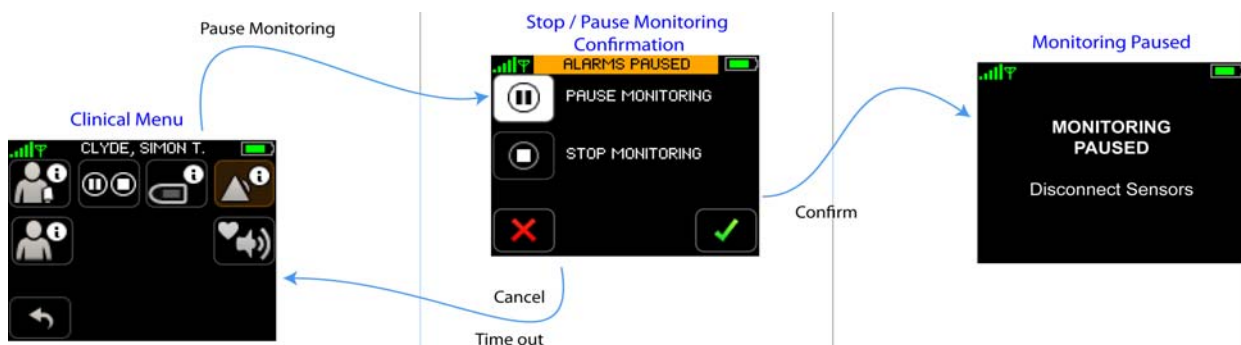 Pause Monitoring
Clinical Menu
CLYDE, SIMON T.
Stop / Pause Monitoring
Confirmation
ALARMS PAUSED
PAUSE MONITORING
STOP MONITORING
Cancel
Time out
Confirm
Monitoring Paused
MONITORING
PAUSED
Disconnect Sensors